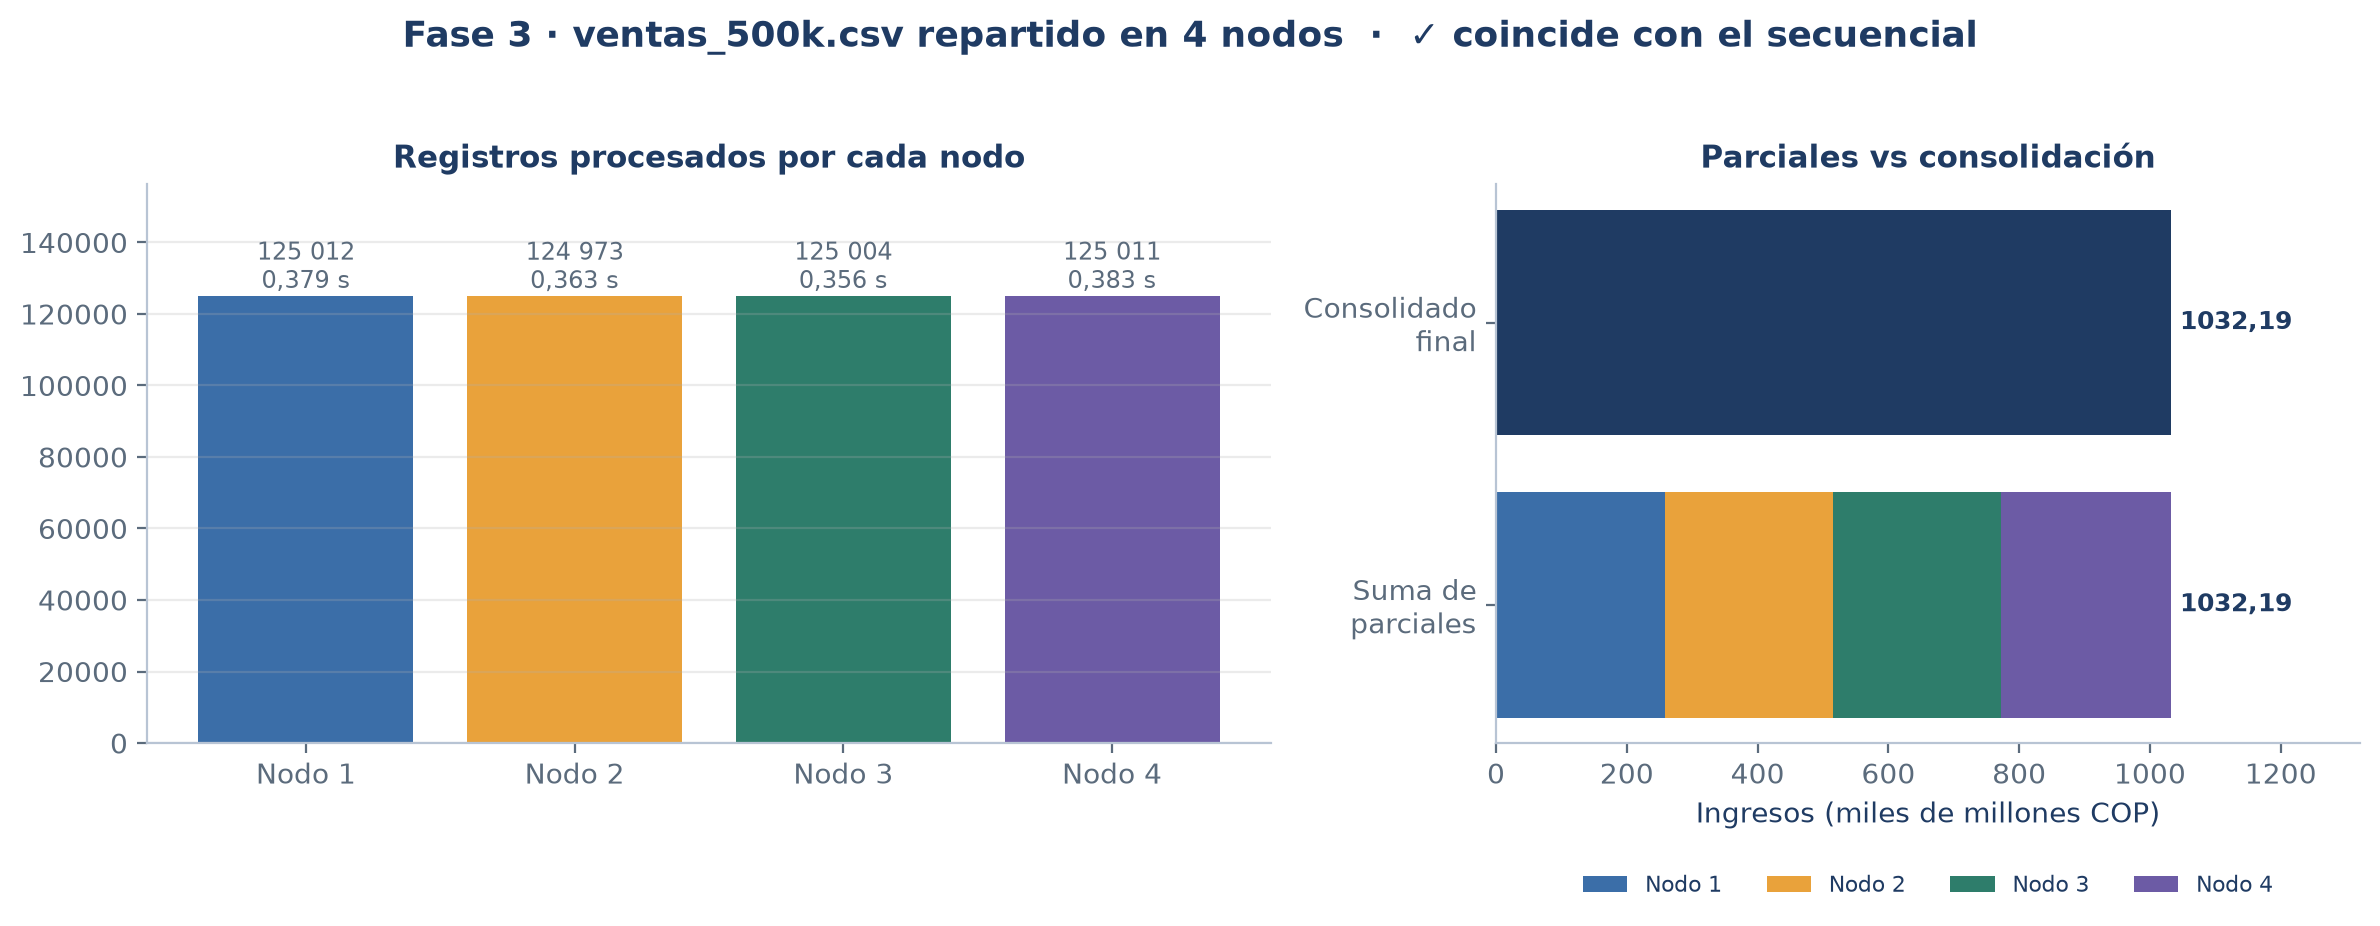 Fase 3 · ventas_500k.csv repartido en 4 nodos · ✓ coincide con el secuencial
Registros procesados por cada nodo
140000
120000
100000
80000
60000
40000
20000
0
125 012
0,379 s
124 973
0,363 s
125 004
0,356 s
125 011
0,383 s
Nodo 1
Nodo 2
Nodo 3
Nodo 4
Parciales vs consolidación
Consolidado
final
1032,19
Suma de
parciales
1032,19
0
200
400
600
800
1000
1200
Ingresos (miles de millones COP)
Nodo 1
Nodo 2
Nodo 3
Nodo 4